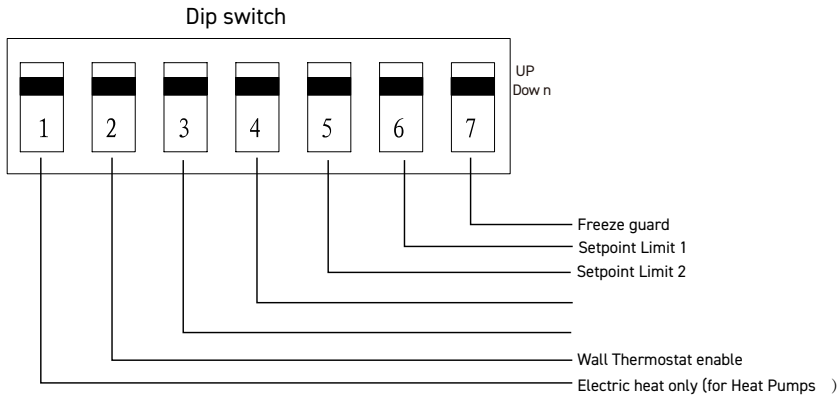 Dip switch
UP
Down
1 2 3 4 5 6 7
Freeze guard
Setpoint Limit 1
Setpoint Limit 2
Wall Thermostat enable
Electric heat only (for Heat Pumps )